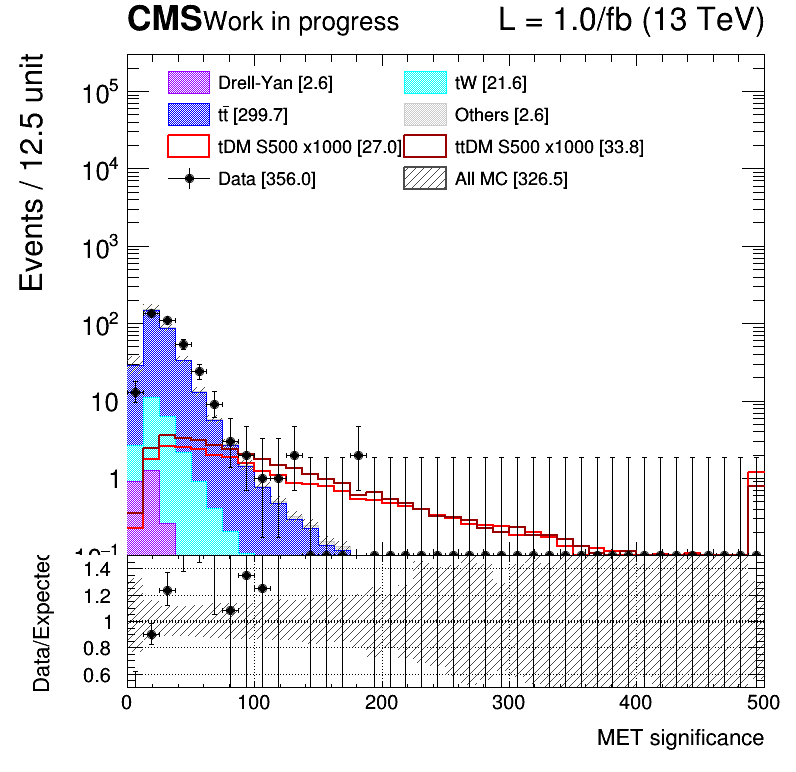 CMS Work in progress L = 1.0/fb (13 TeV)
Events / 12.5 unit
Drell-Yan [2.6] tW [21.6]
tt̄ [299.7] Others [2.6]
tDM S500 x1000 [27.0] ttDM S500 x1000 [33.8]
Data [356.0] All MC [326.5]
10⁵
10⁴
10³
10²
10
1
10⁻¹
Data/Expected
1.4
1.2
1
0.8
0.6
0 100 200 300 400 500
MET significance